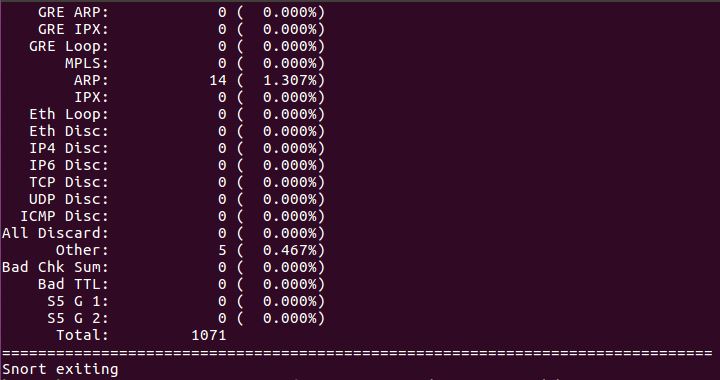 GRE ARP:            0 (  0.000%)
GRE IPX:            0 (  0.000%)
GRE Loop:            0 (  0.000%)
MPLS:            0 (  0.000%)
ARP:           14 (  1.307%)
IPX:            0 (  0.000%)
Eth Loop:            0 (  0.000%)
Eth Disc:            0 (  0.000%)
IP4 Disc:            0 (  0.000%)
IP6 Disc:            0 (  0.000%)
TCP Disc:            0 (  0.000%)
UDP Disc:            0 (  0.000%)
ICMP Disc:            0 (  0.000%)
All Discard:            0 (  0.000%)
Other:            5 (  0.467%)
Bad Chk Sum:            0 (  0.000%)
Bad TTL:            0 (  0.000%)
S5 G 1:            0 (  0.000%)
S5 G 2:            0 (  0.000%)
Total:         1071
===============================================================================
Snort exiting